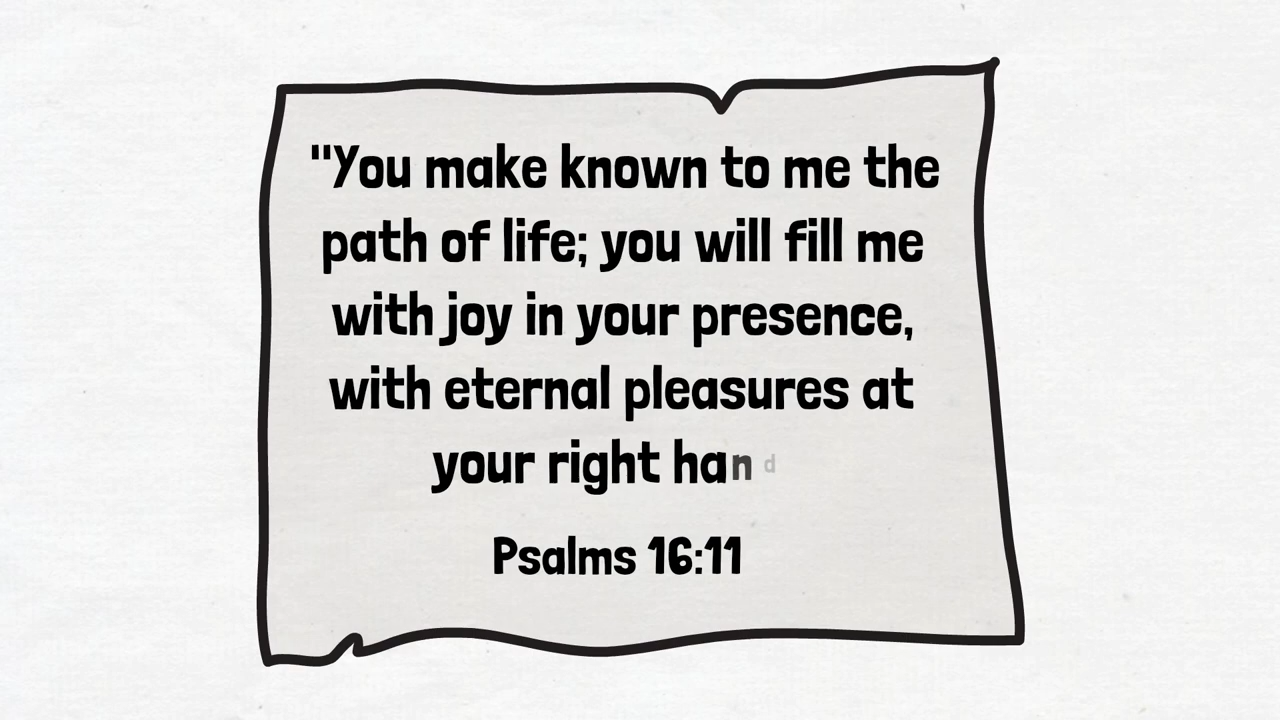 "You make known to me the
path of life; you will fill me
with joy in your presence,
with eternal pleasures at
your right hand
Psalms 16:11